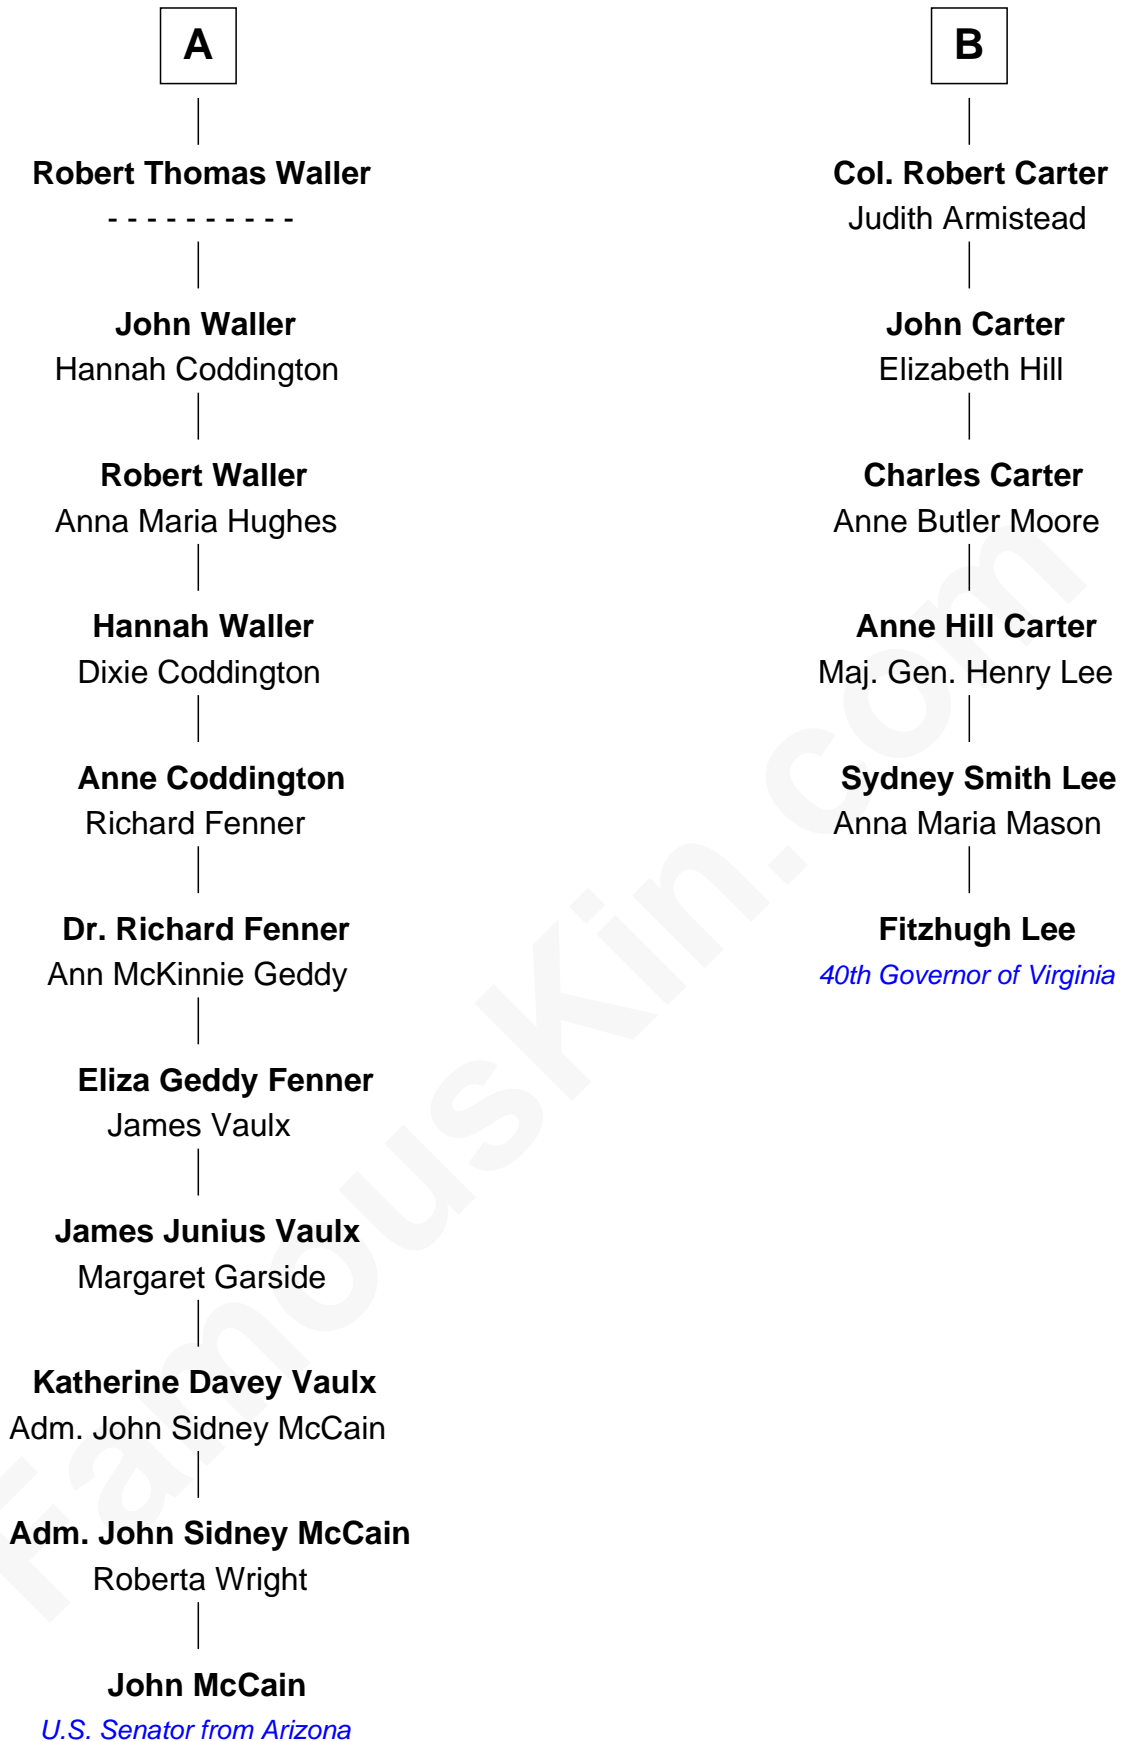 A
Robert Thomas Waller
- - - - - - - - - -
John Waller
Hannah Coddington
Robert Waller
Anna Maria Hughes
Hannah Waller
Dixie Coddington
Anne Coddington
Richard Fenner
Dr. Richard Fenner
Ann McKinnie Geddy
Eliza Geddy Fenner
James Vaulx
James Junius Vaulx
Margaret Garside
Katherine Davey Vaulx
Adm. John Sidney McCain
Adm. John Sidney McCain
Roberta Wright
John McCain
U.S. Senator from Arizona
B
Col. Robert Carter
Judith Armistead
John Carter
Elizabeth Hill
Charles Carter
Anne Butler Moore
Anne Hill Carter
Maj. Gen. Henry Lee
Sydney Smith Lee
Anna Maria Mason
Fitzhugh Lee
40th Governor of Virginia
FamousKin.com